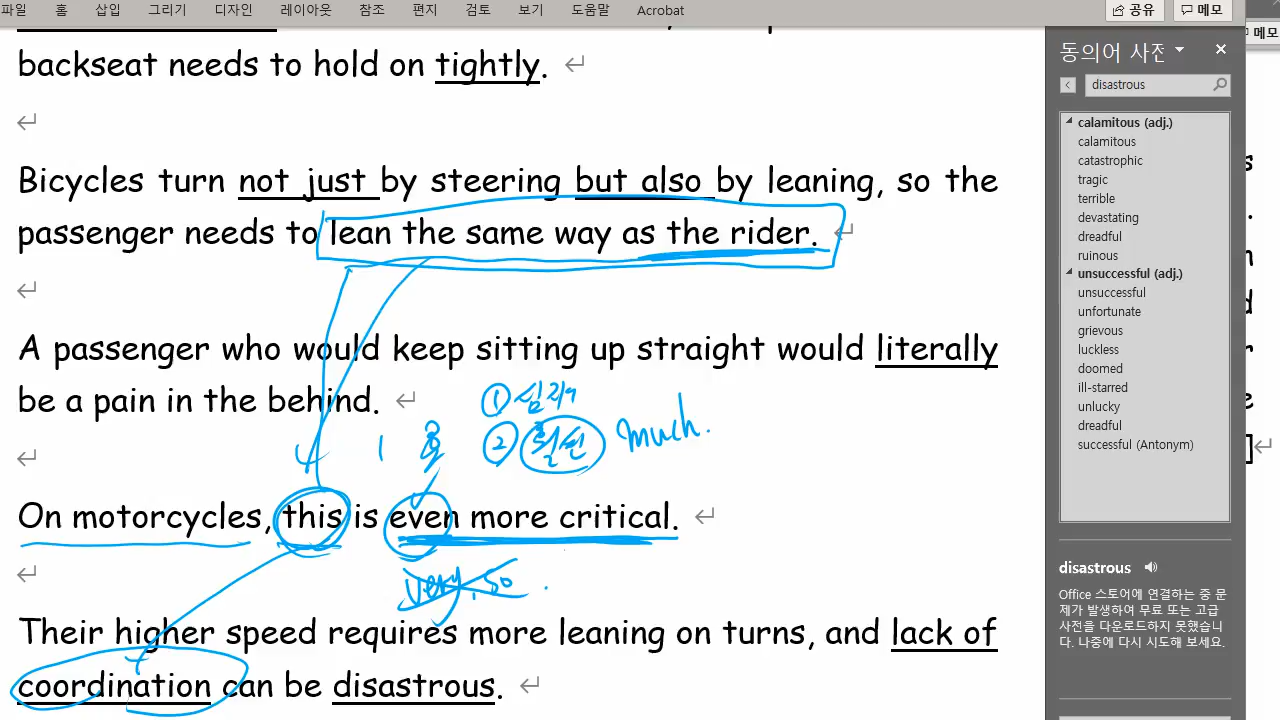 파일 홈 삽입 그리기 디자인 레이아웃 참조 편지 검토 보기 도움말 Acrobat 공유 메모
메모
backseat needs to hold on tightly.
Bicycles turn not just by steering but also by leaning, so the
passenger needs to lean the same way as the rider.
A passenger who would keep sitting up straight would literally
be a pain in the behind.
① 심지어
② 훨씬 much.
On motorcycles, this is even more critical.
very, so
Their higher speed requires more leaning on turns, and lack of
coordination can be disastrous.
동의어 사전
disastrous
calamitous (adj.)
calamitous
catastrophic
tragic
terrible
devastating
dreadful
ruinous
unsuccessful (adj.)
unsuccessful
unfortunate
grievous
luckless
doomed
ill-starred
unlucky
dreadful
successful (Antonym)
disastrous
Office 스토어에 연결하는 중 문
제가 발생하여 무료 또는 고급
사전을 다운로드하지 못했습니
다. 나중에 다시 시도해 보세요.